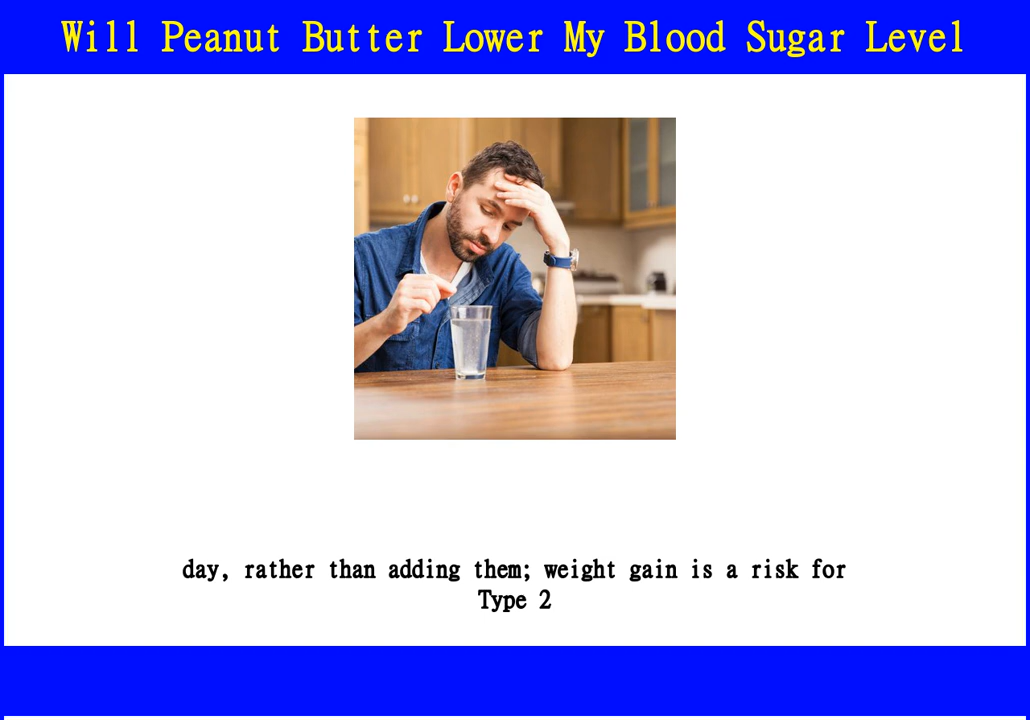 Will Peanut Butter Lower My Blood Sugar Level
day, rather than adding them; weight gain is a risk for
Type 2